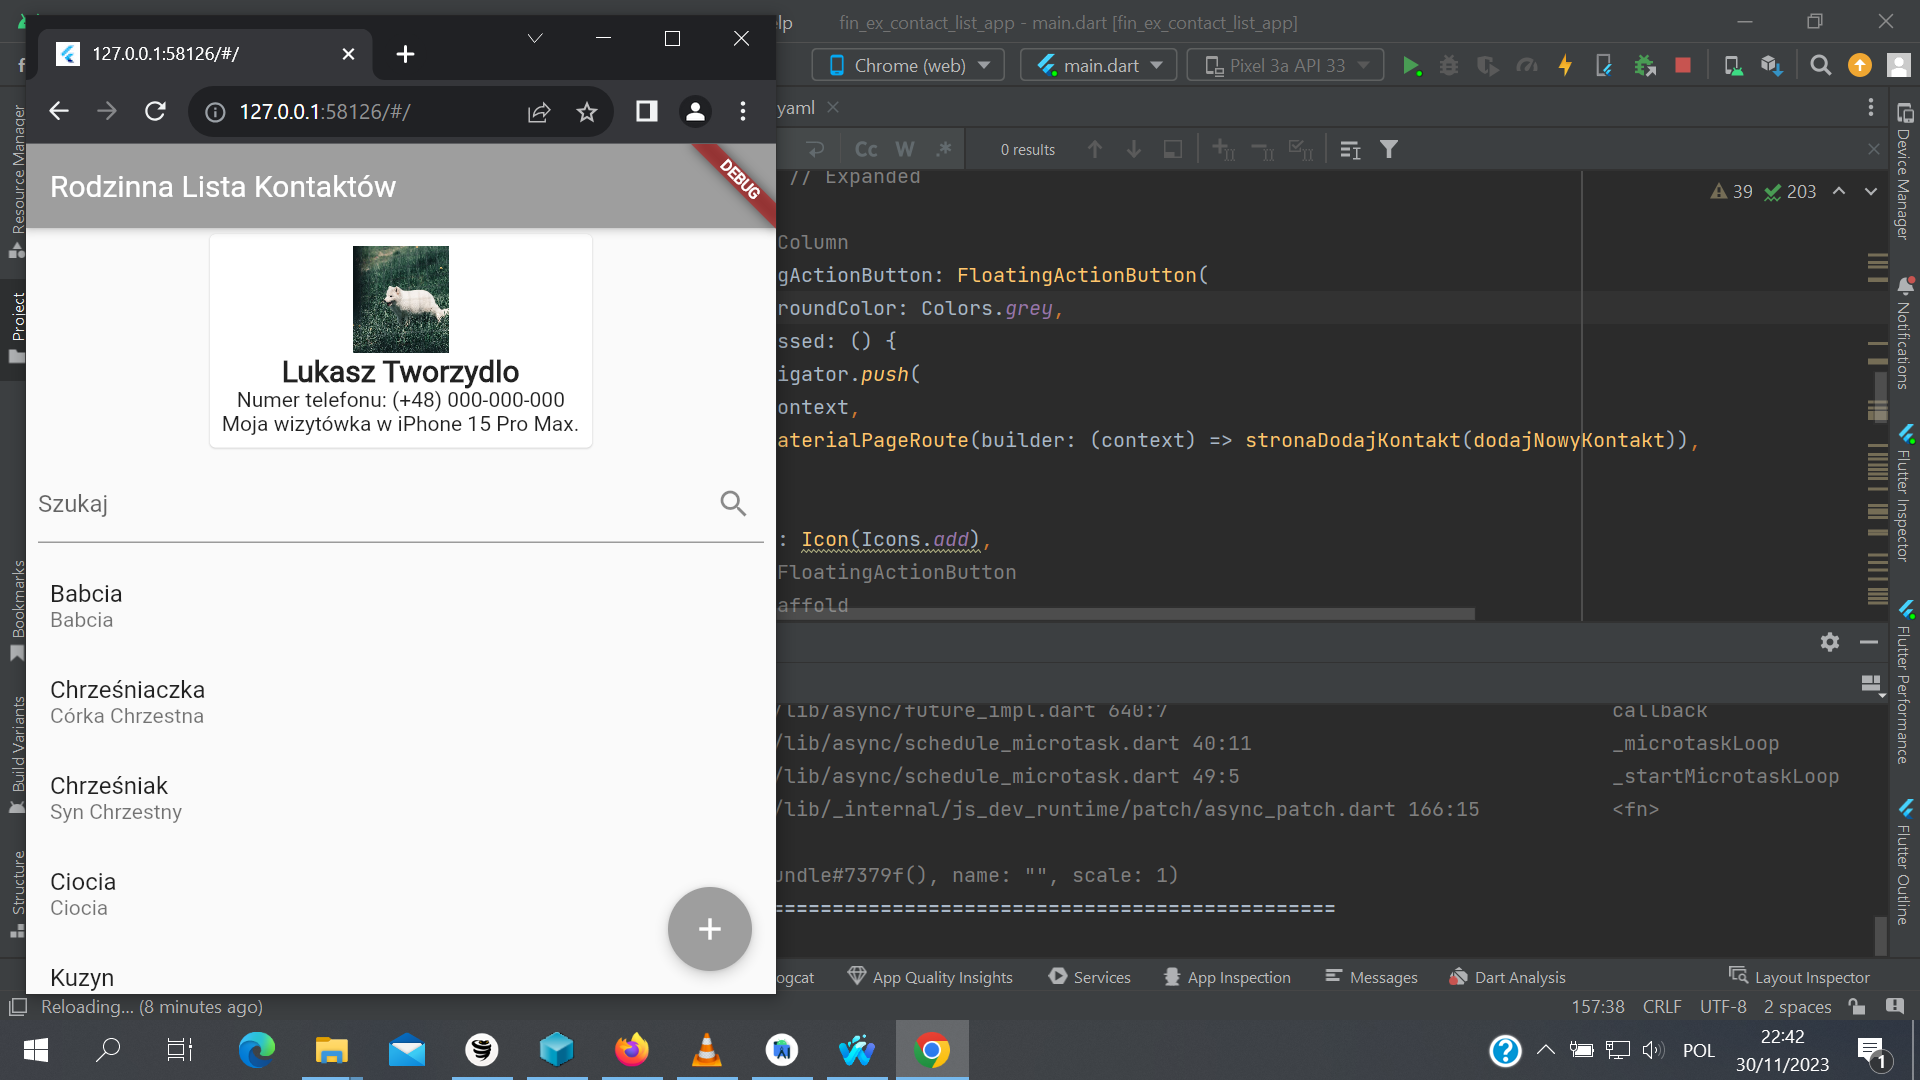 127.0.0.1:58126/#/
127.0.0.1:58126/#/
Rodzinna Lista Kontaktów
DEBUG
Lukasz Tworzydlo
Numer telefonu: (+48) 000-000-000
Moja wizytówka w iPhone 15 Pro Max.
Szukaj
Babcia
Babcia
Chrześniaczka
Córka Chrzestna
Chrześniak
Syn Chrzestny
Ciocia
Ciocia
Kuzyn
lp
fin_ex_contact_list_app - main.dart [fin_ex_contact_list_app]
Chrome (web)
main.dart
Pixel 3a API 33
yaml
Cc
W
.*
0 results
39
203
// Expanded
Column
gActionButton: FloatingActionButton(
roundColor: Colors.grey,
ssed: () {
igator.push(
ontext,
aterialPageRoute(builder: (context) => stronaDodajKontakt(dodajNowyKontakt)),
: Icon(Icons.add),
FloatingActionButton
affold
/lib/async/future_impl.dart 640:7 callback
/lib/async/schedule_microtask.dart 40:11 _microtaskLoop
/lib/async/schedule_microtask.dart 49:5 _startMicrotaskLoop
/lib/_internal/js_dev_runtime/patch/async_patch.dart 166:15 <fn>
undle#7379f(), name: "", scale: 1)
===============================================
Resource Manager
Project
Bookmarks
Build Variants
Structure
Device Manager
Notifications
Flutter Inspector
Flutter Performance
Flutter Outline
ogcat
App Quality Insights
Services
App Inspection
Messages
Dart Analysis
Layout Inspector
Reloading... (8 minutes ago)
157:38
CRLF
UTF-8
2 spaces
POL
22:42
30/11/2023
1